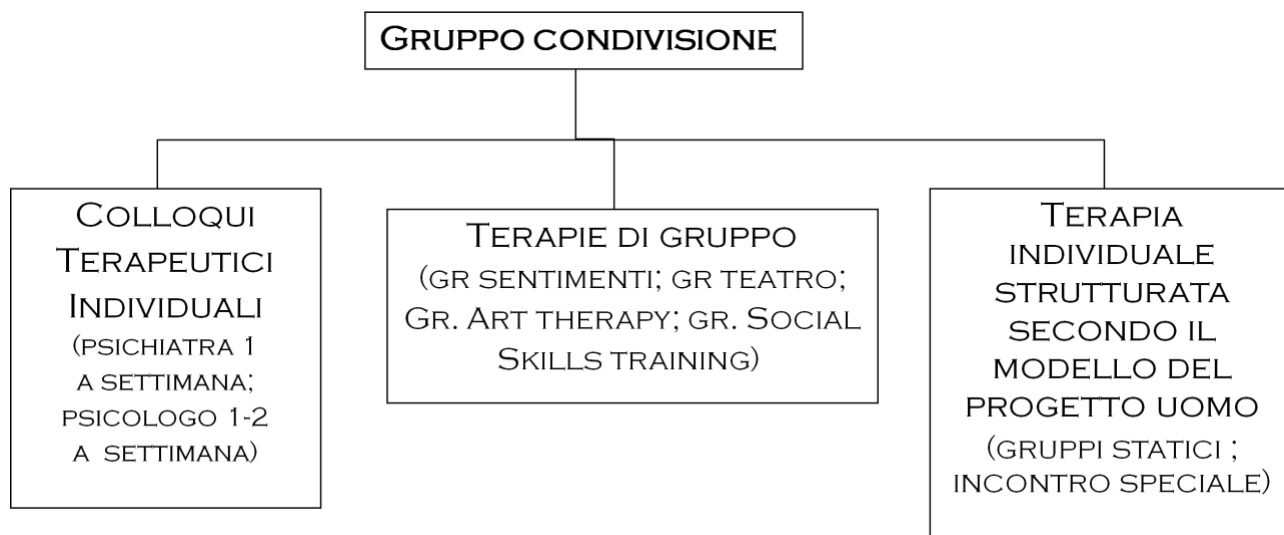 GRUPPO CONDIVISIONE
COLLOQUI
TERAPEUTICI
INDIVIDUALI
(PSICHIATRA 1
A SETTIMANA;
PSICOLOGO 1-2
A SETTIMANA)
TERAPIE DI GRUPPO
(GR SENTIMENTI; GR TEATRO;
GR. ART THERAPY; GR. SOCIAL
SKILLS TRAINING)
TERAPIA
INDIVIDUALE
STRUTTURATA
SECONDO IL
MODELLO DEL
PROGETTO UOMO
(GRUPPI STATICI ;
INCONTRO SPECIALE)